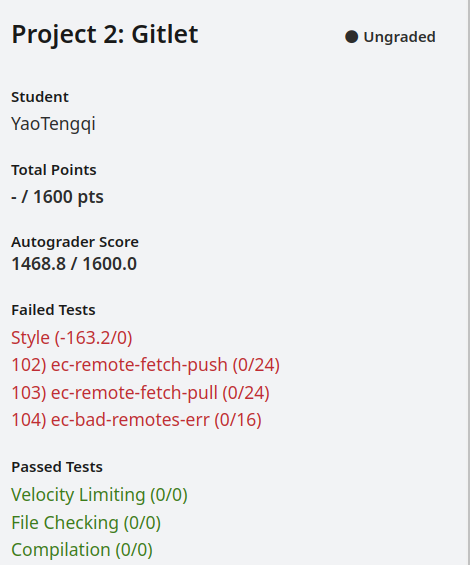 Project 2: Gitlet
Ungraded
Student
YaoTengqi
Total Points
- / 1600 pts
Autograder Score
1468.8 / 1600.0
Failed Tests
Style (-163.2/0)
102) ec-remote-fetch-push (0/24)
103) ec-remote-fetch-pull (0/24)
104) ec-bad-remotes-err (0/16)
Passed Tests
Velocity Limiting (0/0)
File Checking (0/0)
Compilation (0/0)